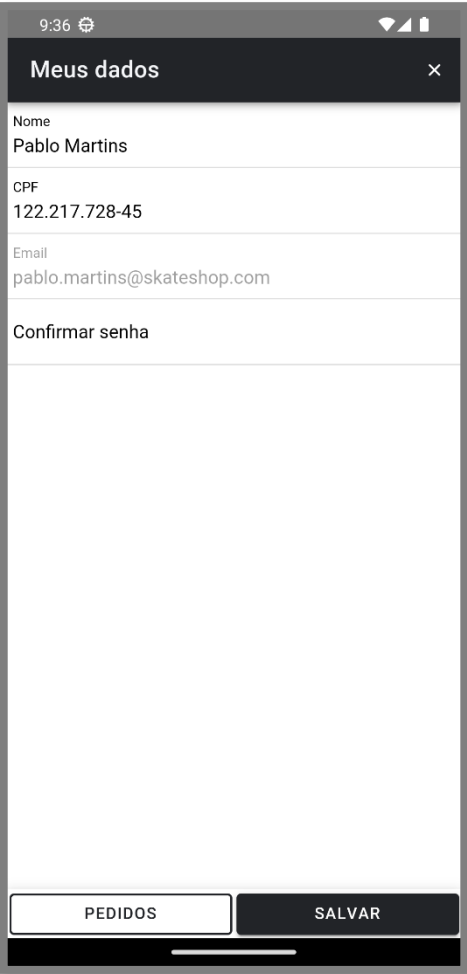 9:36
Meus dados
Nome
Pablo Martins
CPF
122.217.728-45
Email
pablo.martins@skateshop.com
Confirmar senha
PEDIDOS
SALVAR